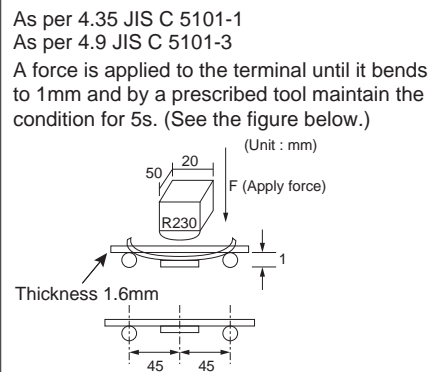 As per 4.35 JIS C 5101-1
As per 4.9 JIS C 5101-3
A force is applied to the terminal until it bends
to 1mm and by a prescribed tool maintain the
condition for 5s. (See the figure below.)
(Unit : mm)
20
50
F (Apply force)
R230
1
Thickness 1.6mm
45 45